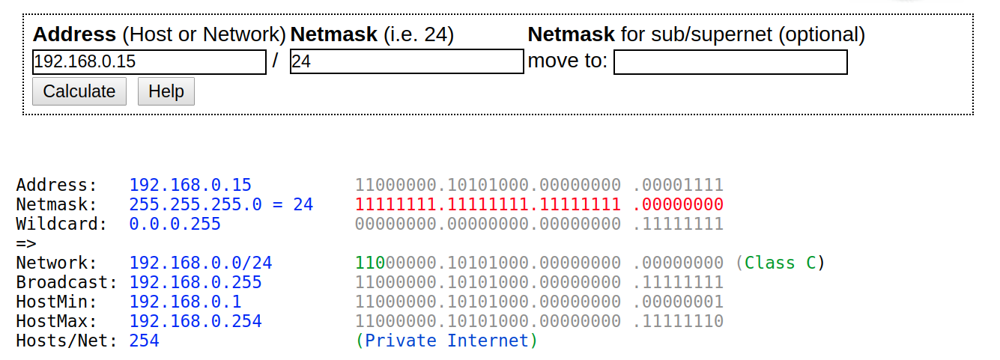 Address (Host or Network) Netmask (i.e. 24) Netmask for sub/supernet (optional)
192.168.0.15 / 24 move to:
Calculate Help
Address: 192.168.0.15 11000000.10101000.00000000 .00001111
Netmask: 255.255.255.0 = 24 11111111.11111111.11111111 .00000000
Wildcard: 0.0.0.255 00000000.00000000.00000000 .11111111
=>
Network: 192.168.0.0/24 11000000.10101000.00000000 .00000000 (Class C)
Broadcast: 192.168.0.255 11000000.10101000.00000000 .11111111
HostMin: 192.168.0.1 11000000.10101000.00000000 .00000001
HostMax: 192.168.0.254 11000000.10101000.00000000 .11111110
Hosts/Net: 254 (Private Internet)